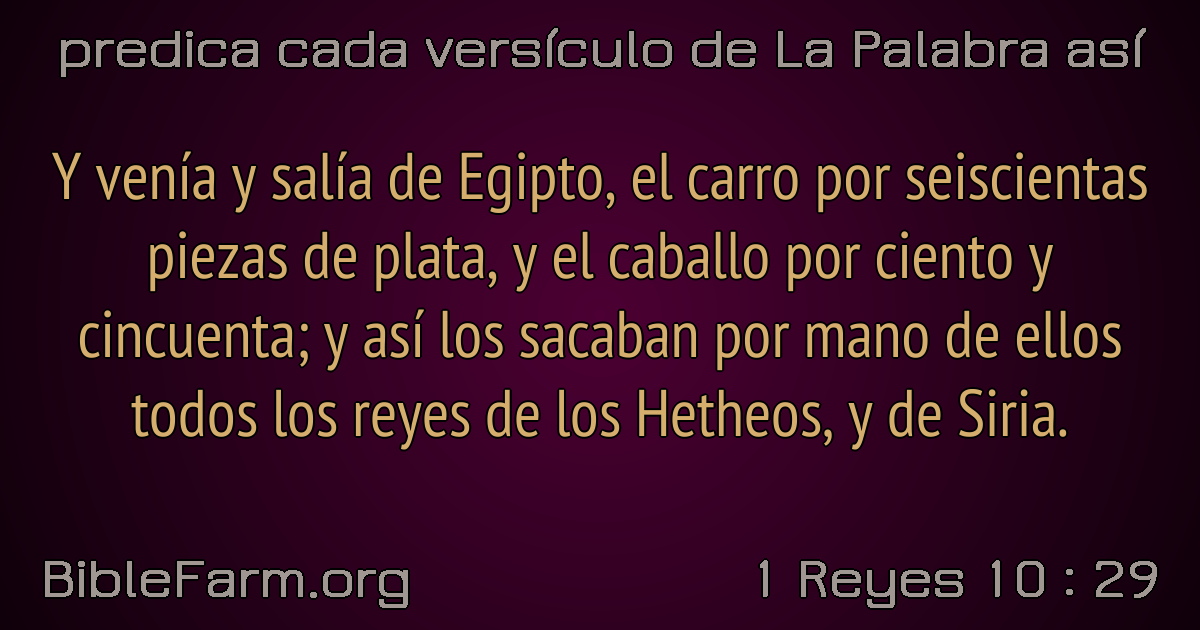 predica cada versículo de La Palabra así
Y venía y salía de Egipto, el carro por seiscientas
piezas de plata, y el caballo por ciento y
cincuenta; y así los sacaban por mano de ellos
todos los reyes de los Hetheos, y de Siria.
BibleFarm.org
1 Reyes 10 : 29